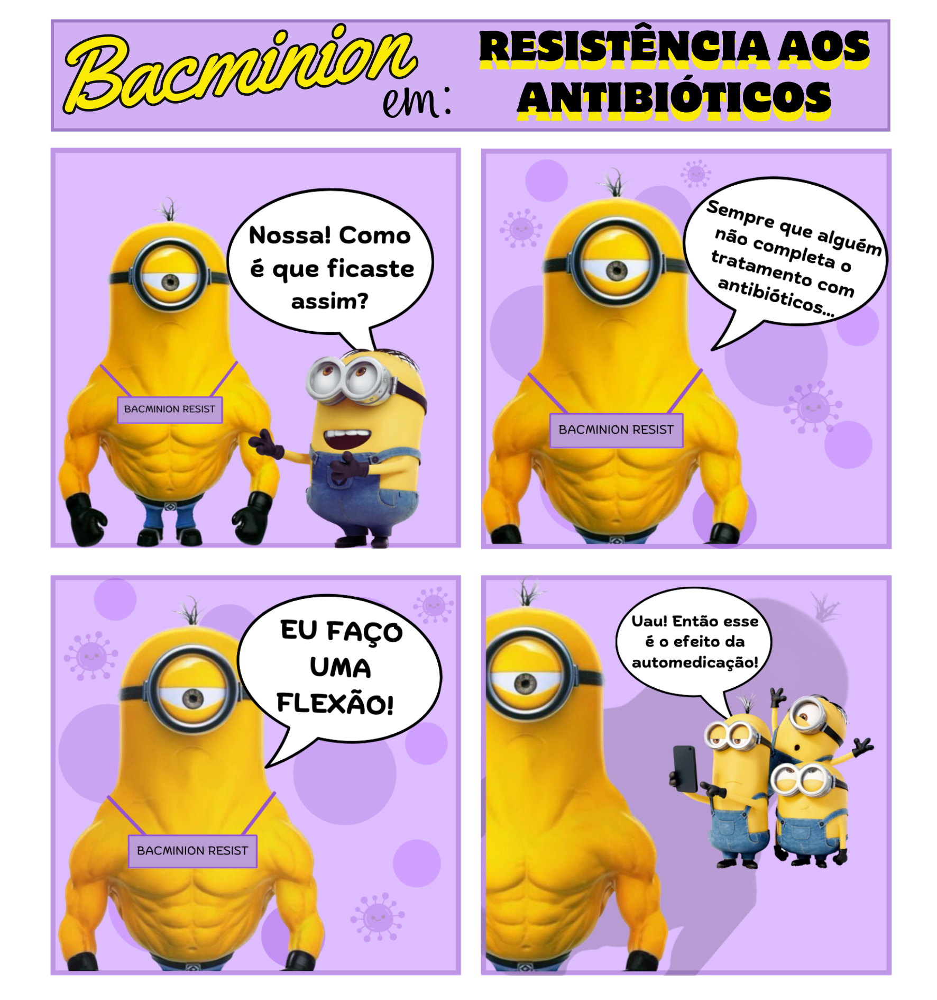 Bacminion
em:
RESISTÊNCIA AOS
ANTIBIÓTICOS
Nossa! Como
é que ficaste
assim?
BACMINION RESIST
Sempre que alguém
não completa o
tratamento com
antibióticos...
BACMINION RESIST
EU FAÇO
UMA
FLEXÃO!
BACMINION RESIST
Uau! Então esse
é o efeito da
automedicação!